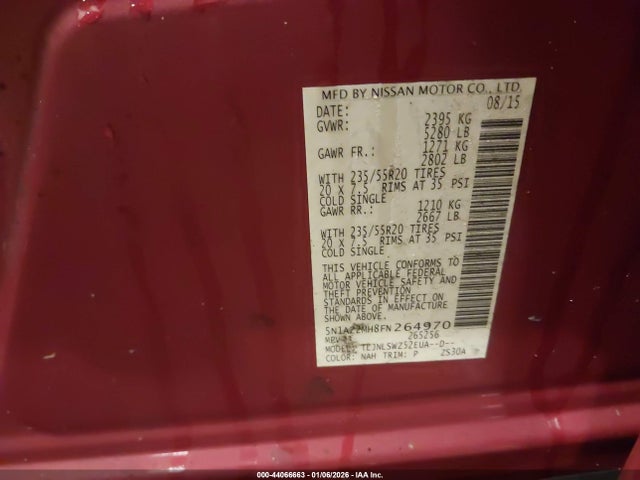 MFD BY NISSAN MOTOR CO., LTD.
DATE: 08/15
GVWR: 2395 KG
5280 LB
GAWR FR.: 1271 KG
2802 LB
WITH 235/55R20 TIRES
20 X 7.5 RIMS AT 35 PSI
COLD SINGLE
GAWR RR.: 1210 KG
2667 LB
WITH 235/55R20 TIRES
20 X 7.5 RIMS AT 35 PSI
COLD SINGLE
THIS VEHICLE CONFORMS TO
ALL APPLICABLE FEDERAL
MOTOR VEHICLE SAFETY AND
THEFT PREVENTION
STANDARDS IN EFFECT ON
THE DATE OF MANUFACTURE
SHOWN ABOVE.
5N1AZ2MH8FN264970
265256
MODEL: TLJNLSWZ52EUA--D--
COLOR: NAH TRIM: P 2S30A
000-44066663 - 01/06/2026 - IAA Inc.